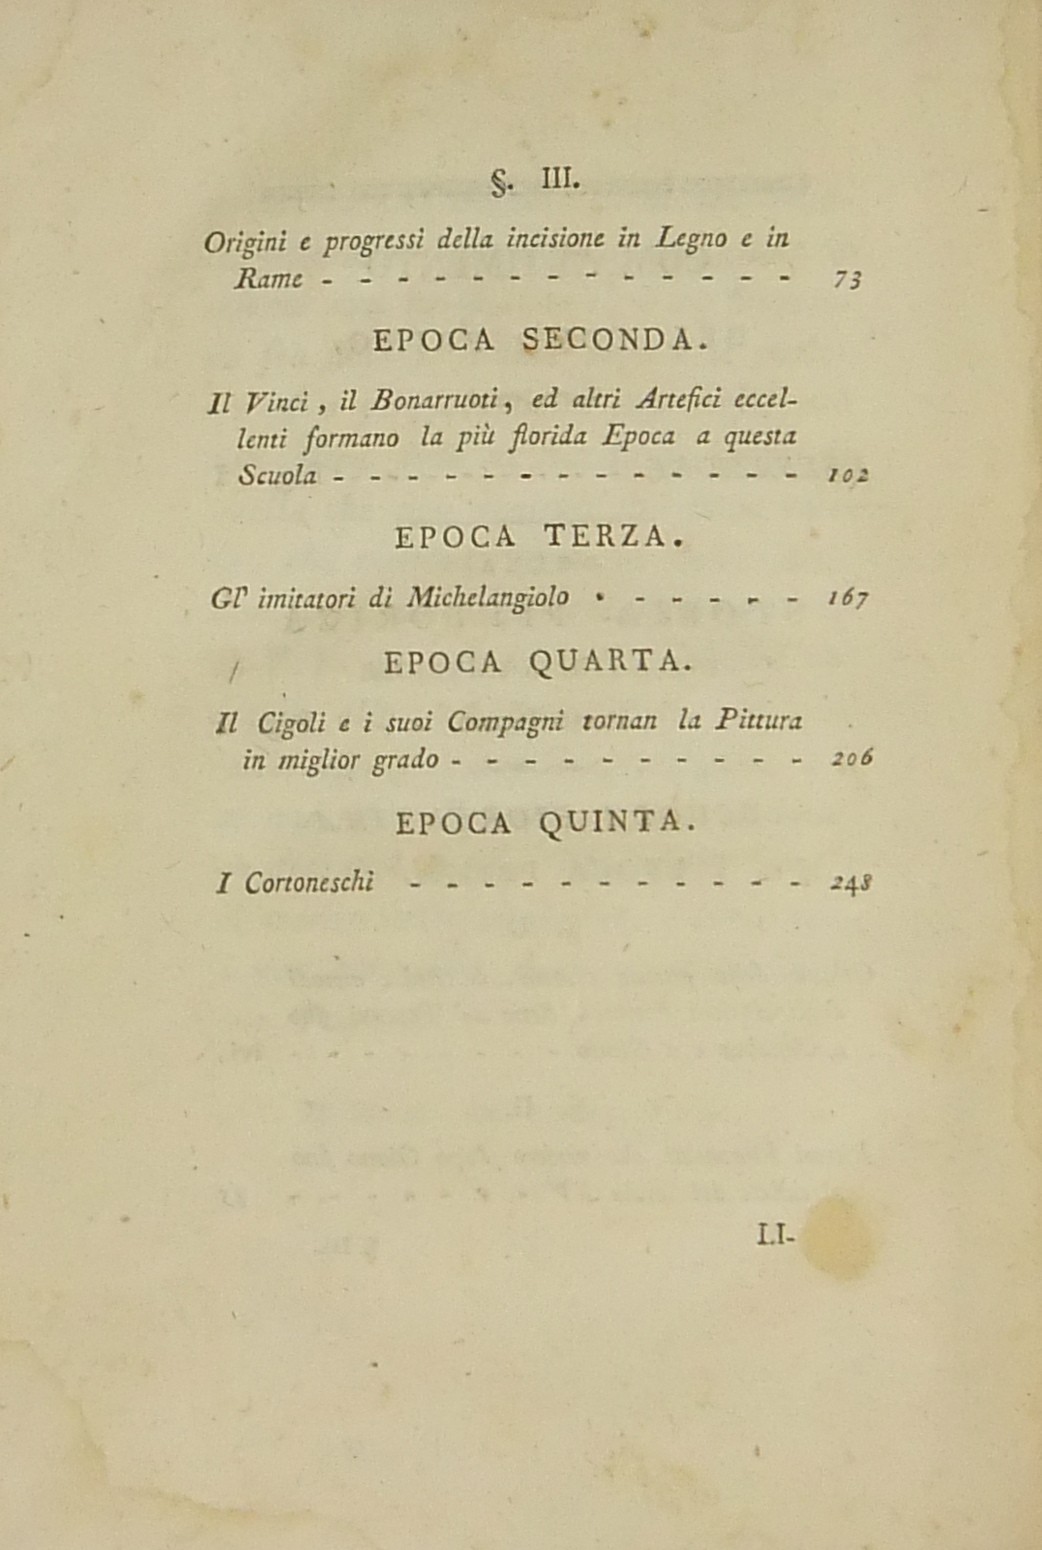 §. III.
Origini e progressi della incisione in Legno e in
Rame - - - - - - - - - - - - - 73
EPOCA SECONDA.
Il Vinci, il Bonarruoti, ed altri Artefici eccel-
lenti formano la più florida Epoca a questa
Scuola - - - - - - - - - - - - - 102
EPOCA TERZA.
Gl' imitatori di Michelangiolo - - - - - - 167
EPOCA QUARTA.
Il Cigoli e i suoi Compagni tornan la Pittura
in miglior grado - - - - - - - - - - 206
EPOCA QUINTA.
I Cortoneschi - - - - - - - - - - - 248
LI-